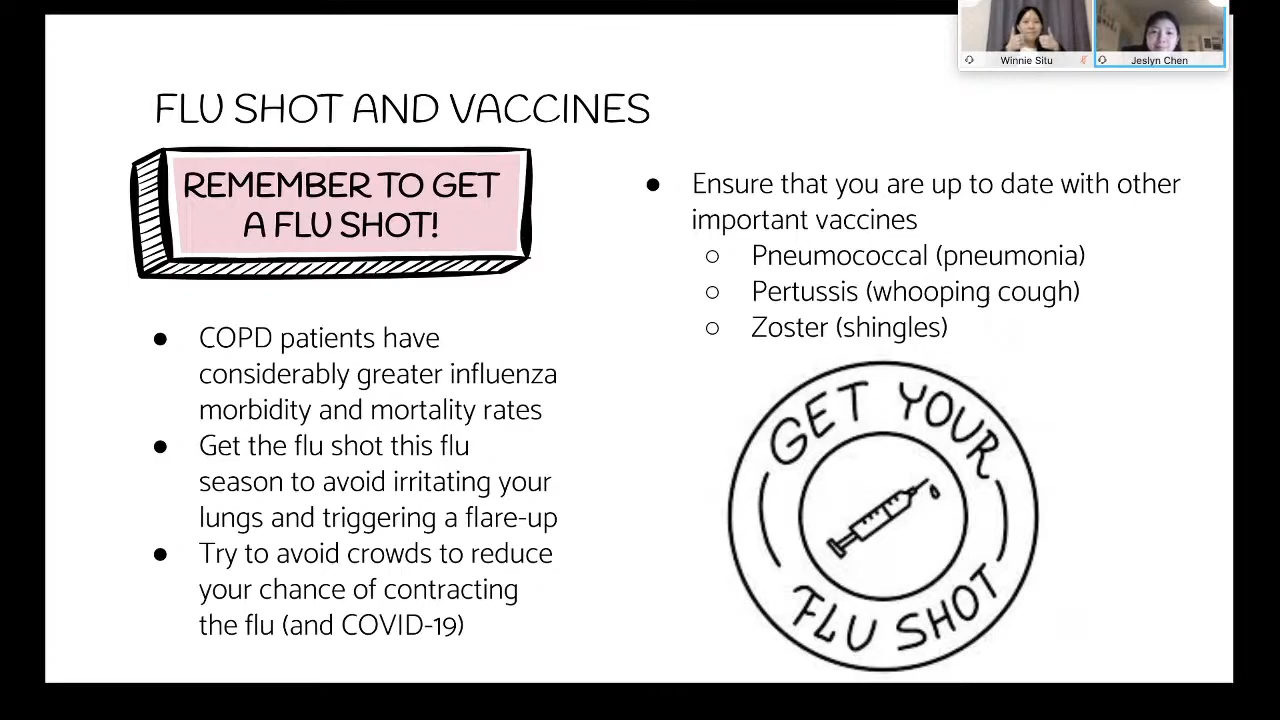 Winnie Situ
Jeslyn Chen
FLU SHOT AND VACCINES
REMEMBER TO GET
A FLU SHOT!
● COPD patients have
considerably greater influenza
morbidity and mortality rates
● Get the flu shot this flu
season to avoid irritating your
lungs and triggering a flare-up
● Try to avoid crowds to reduce
your chance of contracting
the flu (and COVID-19)
● Ensure that you are up to date with other
important vaccines
○ Pneumococcal (pneumonia)
○ Pertussis (whooping cough)
○ Zoster (shingles)
GET YOUR
FLU SHOT